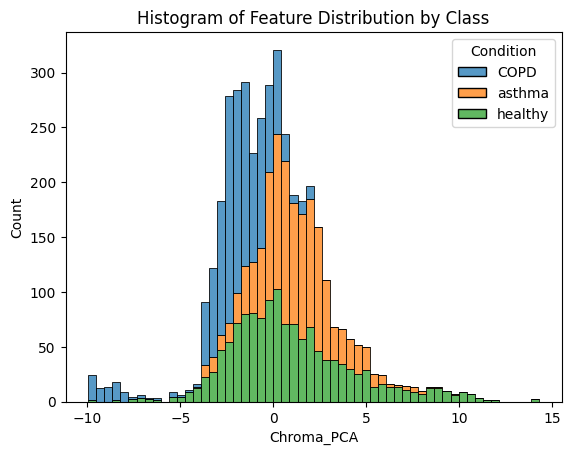 Histogram of Feature Distribution by Class
Condition
COPD
asthma
healthy
Count
300
250
200
150
100
50
0
−10
−5
0
5
10
15
Chroma_PCA